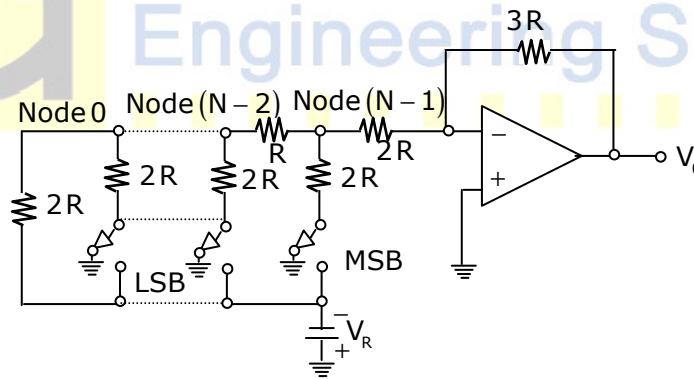 Engineering S
3R
Node 0
Node (N − 2)
Node (N − 1)
R
2R
−
2R
2R
2R
2R
+
V
LSB
MSB
−
V_R
+